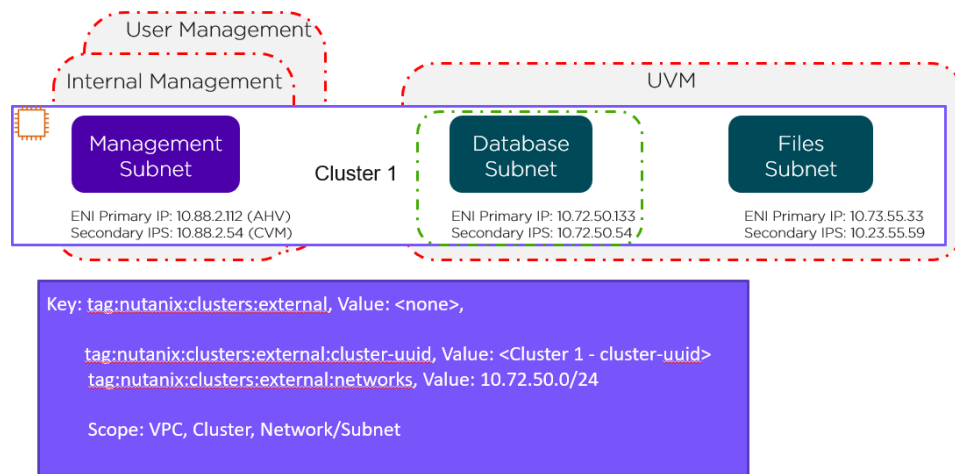 User Management
Internal Management
UVM
Management
Subnet
Cluster 1
Database
Subnet
Files
Subnet
ENI Primary IP: 10.88.2.112 (AHV)
Secondary IPS: 10.88.2.54 (CVM)
ENI Primary IP: 10.72.50.133
Secondary IPS: 10.72.50.54
ENI Primary IP: 10.73.55.33
Secondary IPS: 10.23.55.59
Key: tag:nutanix:clusters:external, Value: <none>,
tag:nutanix:clusters:external:cluster-uuid, Value: <Cluster 1 - cluster-uuid>
tag:nutanix:clusters:external:networks, Value: 10.72.50.0/24
Scope: VPC, Cluster, Network/Subnet